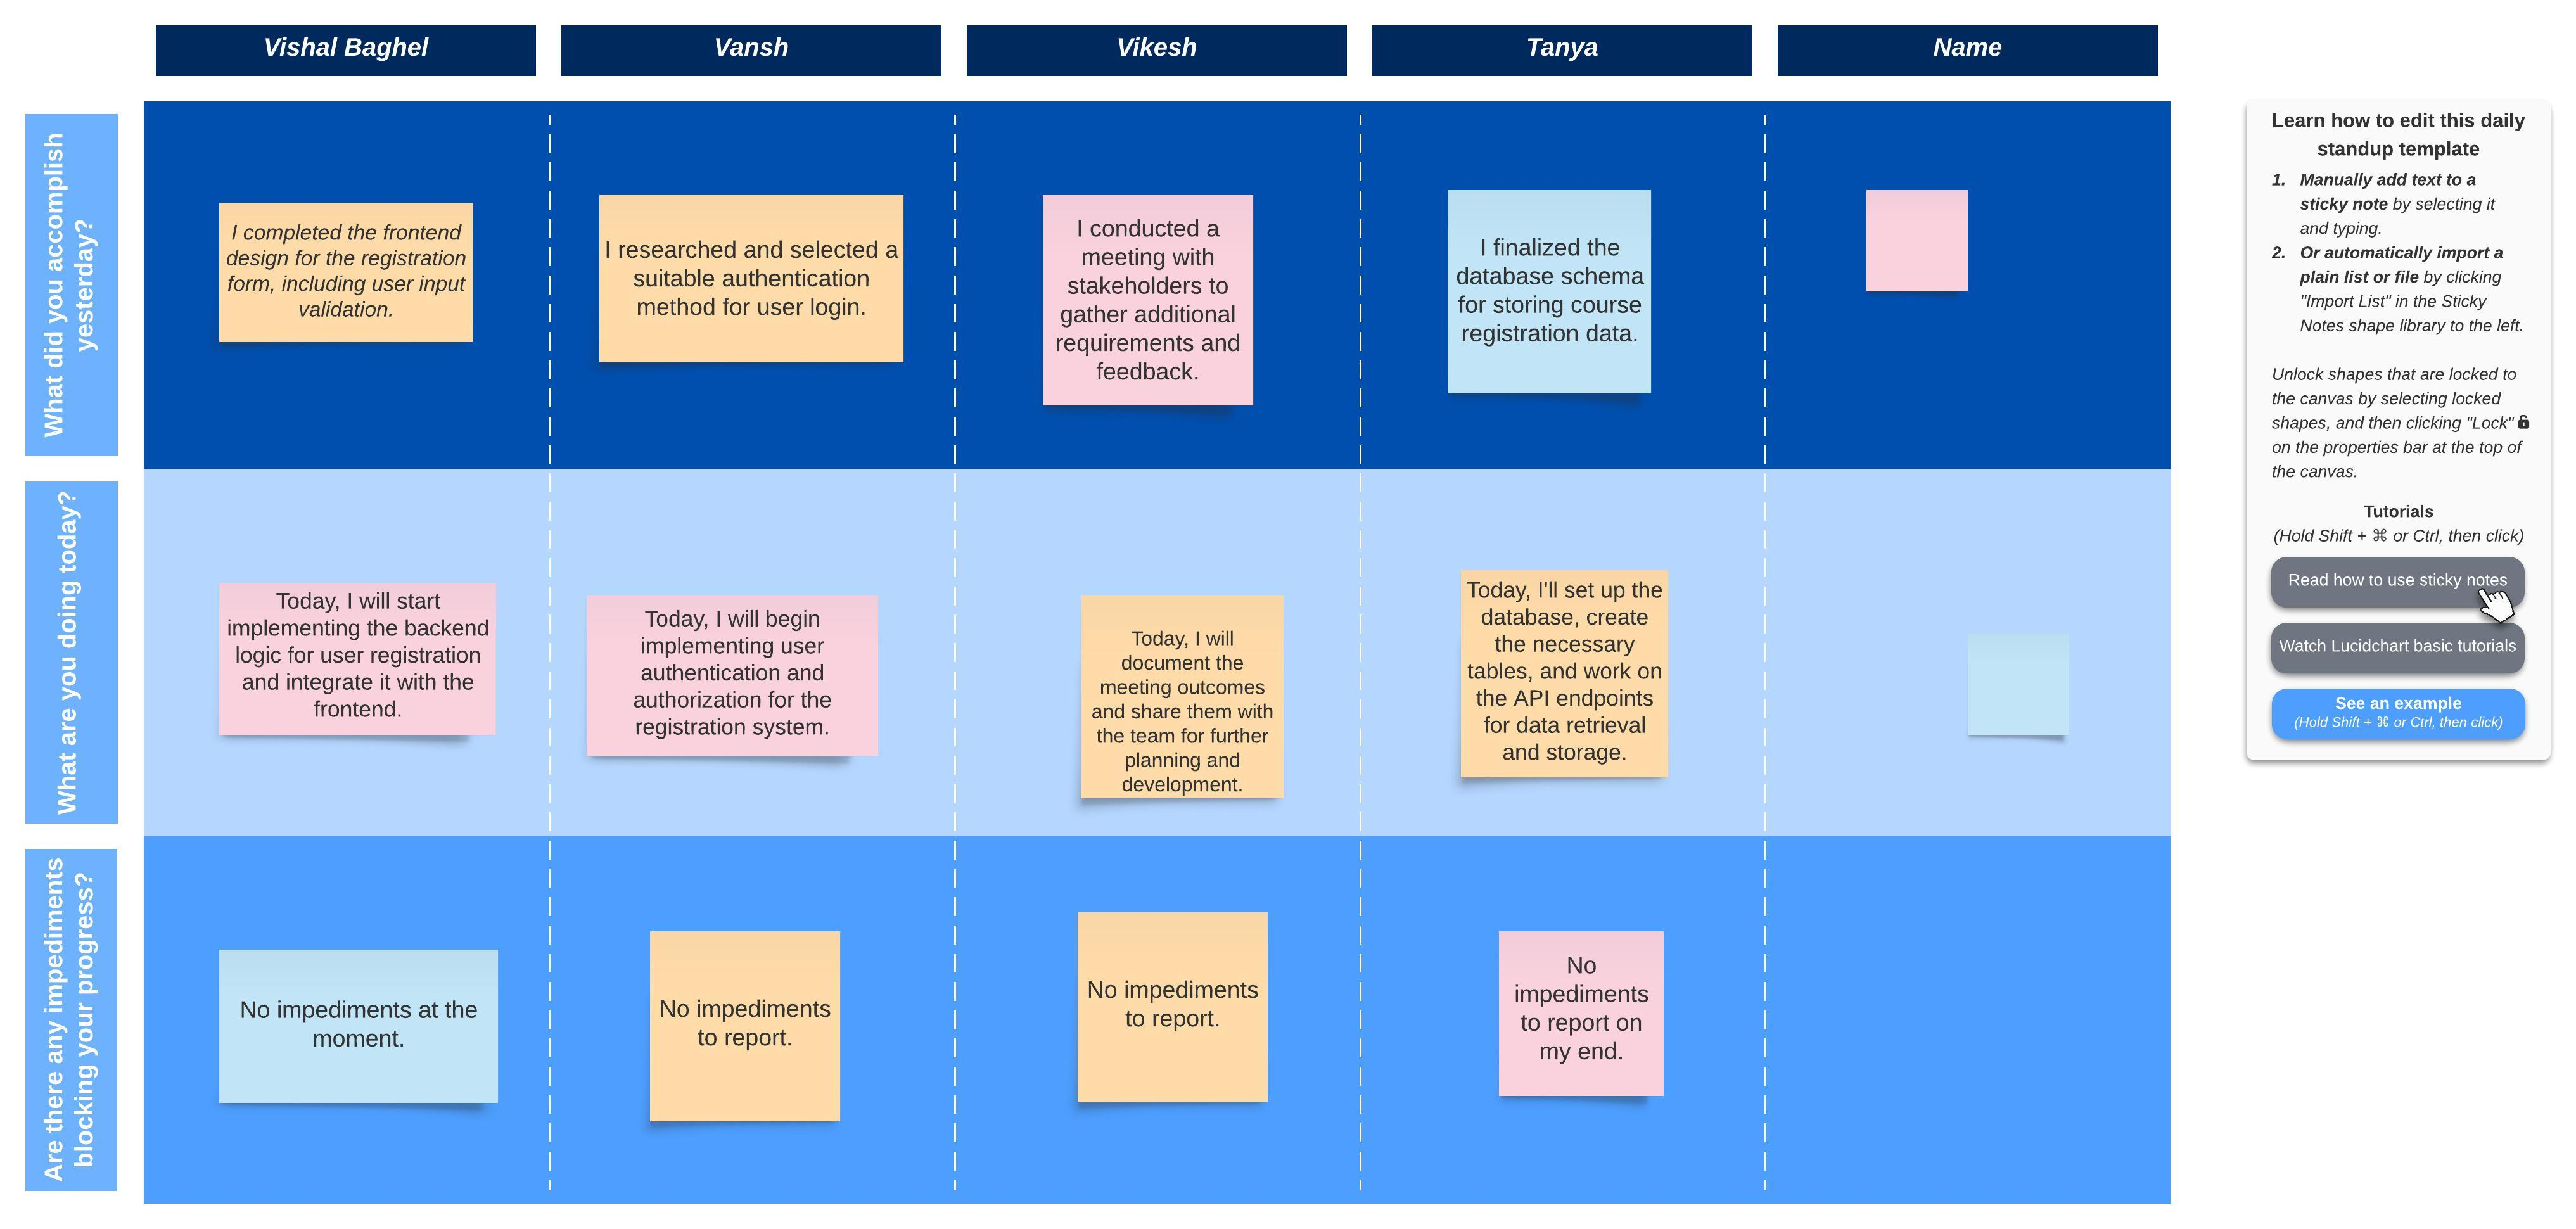 Vishal Baghel
Vansh
Vikesh
Tanya
Name
What did you accomplish
yesterday?
I completed the frontend
design for the registration
form, including user input
validation.
I researched and selected a
suitable authentication
method for user login.
I conducted a
meeting with
stakeholders to
gather additional
requirements and
feedback.
I finalized the
database schema
for storing course
registration data.
What are you doing today?
Today, I will start
implementing the backend
logic for user registration
and integrate it with the
frontend.
Today, I will begin
implementing user
authentication and
authorization for the
registration system.
Today, I will
document the
meeting outcomes
and share them with
the team for further
planning and
development.
Today, I'll set up the
database, create
the necessary
tables, and work on
the API endpoints
for data retrieval
and storage.
Are there any impediments
blocking your progress?
No impediments at the
moment.
No impediments
to report.
No impediments
to report.
No
impediments
to report on
my end.
Learn how to edit this daily
standup template
1. Manually add text to a
sticky note by selecting it
and typing.
2. Or automatically import a
plain list or file by clicking
"Import List" in the Sticky
Notes shape library to the left.
Unlock shapes that are locked to
the canvas by selecting locked
shapes, and then clicking "Lock"
on the properties bar at the top of
the canvas.
Tutorials
(Hold Shift + ⌘ or Ctrl, then click)
Read how to use sticky notes
Watch Lucidchart basic tutorials
See an example
(Hold Shift + ⌘ or Ctrl, then click)